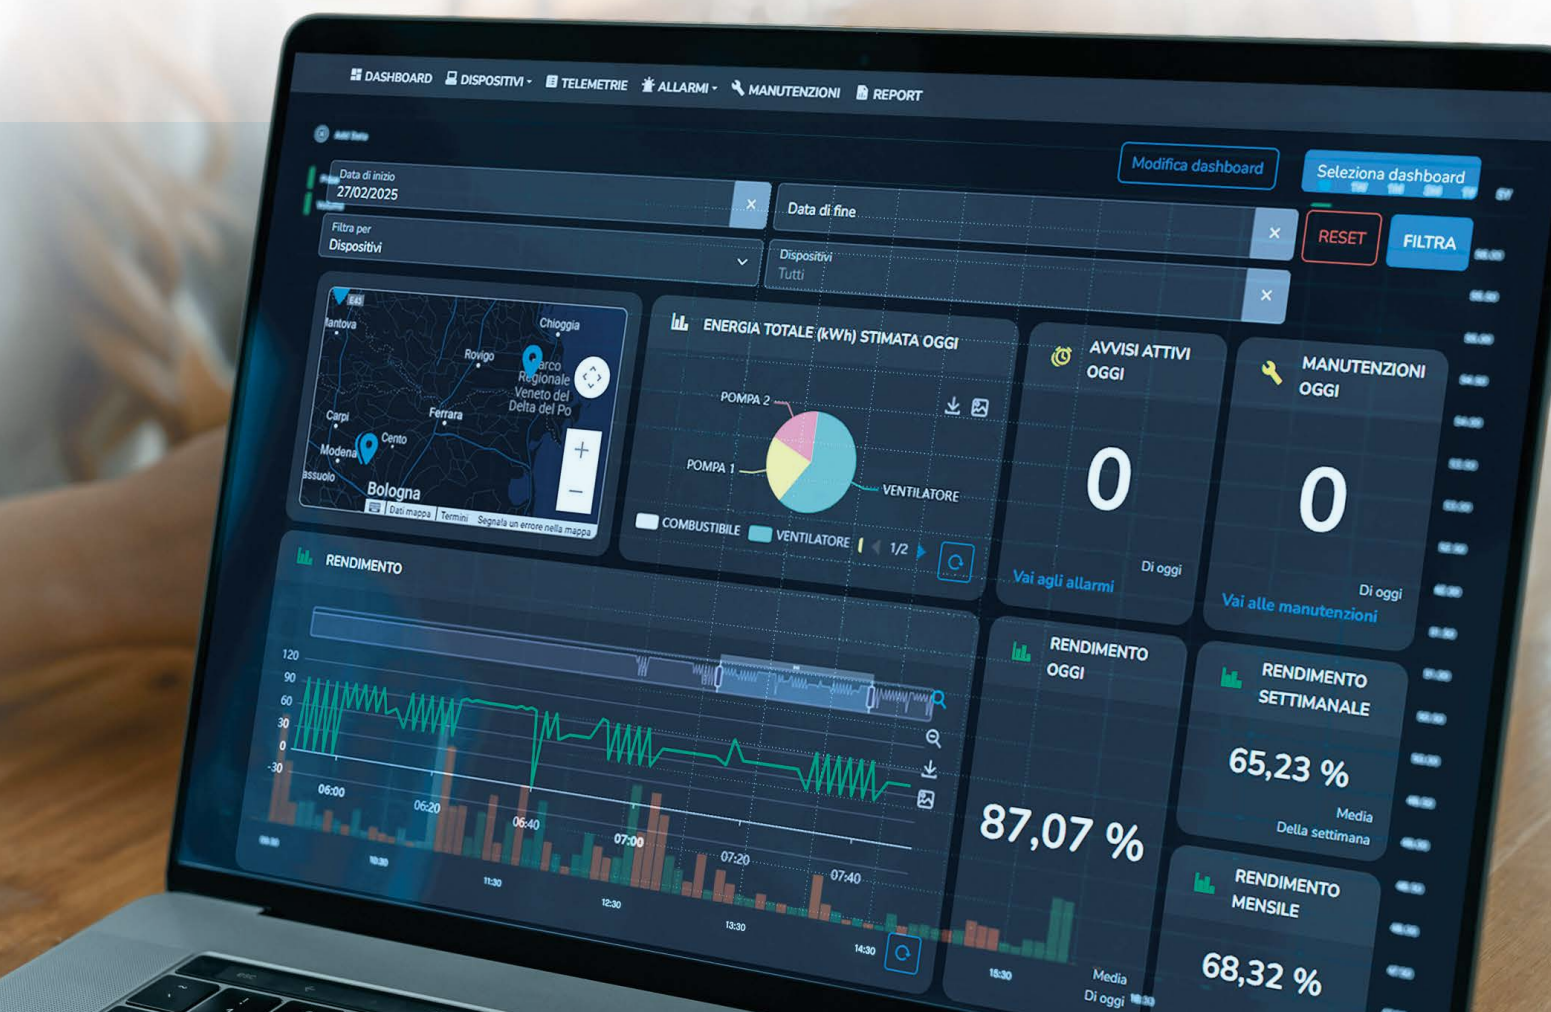 DASHBOARD DISPOSITIVI TELEMETRIE ALLARMI MANUTENZIONI REPORT
Add Data
Modifica dashboard
Seleziona dashboard
Data di inizio
27/02/2025
Data di fine
RESET
FILTRA
Filtra per
Dispositivi
Dispositivi
Tutti
E43
Chioggia
Rovigo
Regionale
Veneto del
Delta del Po
Carpi
Ferrara
Cento
Modena
Bologna
Dati mappa Termini Segnala un errore nella mappa
ENERGIA TOTALE (kWh) STIMATA OGGI
POMPA 2
POMPA 1
VENTILATORE
COMBUSTIBILE VENTILATORE 1/2
AVVISI ATTIVI
OGGI
0
Di oggi
Vai agli allarmi
MANUTENZIONI
OGGI
0
Di oggi
Vai alle manutenzioni
RENDIMENTO
120
90
60
30
0
-30
06:00 06:20 06:40 07:00 07:20 07:40
10:30 11:30 12:30 13:30 14:30 15:30
RENDIMENTO
OGGI
87,07 %
Media
Di oggi
RENDIMENTO
SETTIMANALE
65,23 %
Media
Della settimana
RENDIMENTO
MENSILE
68,32 %
esc